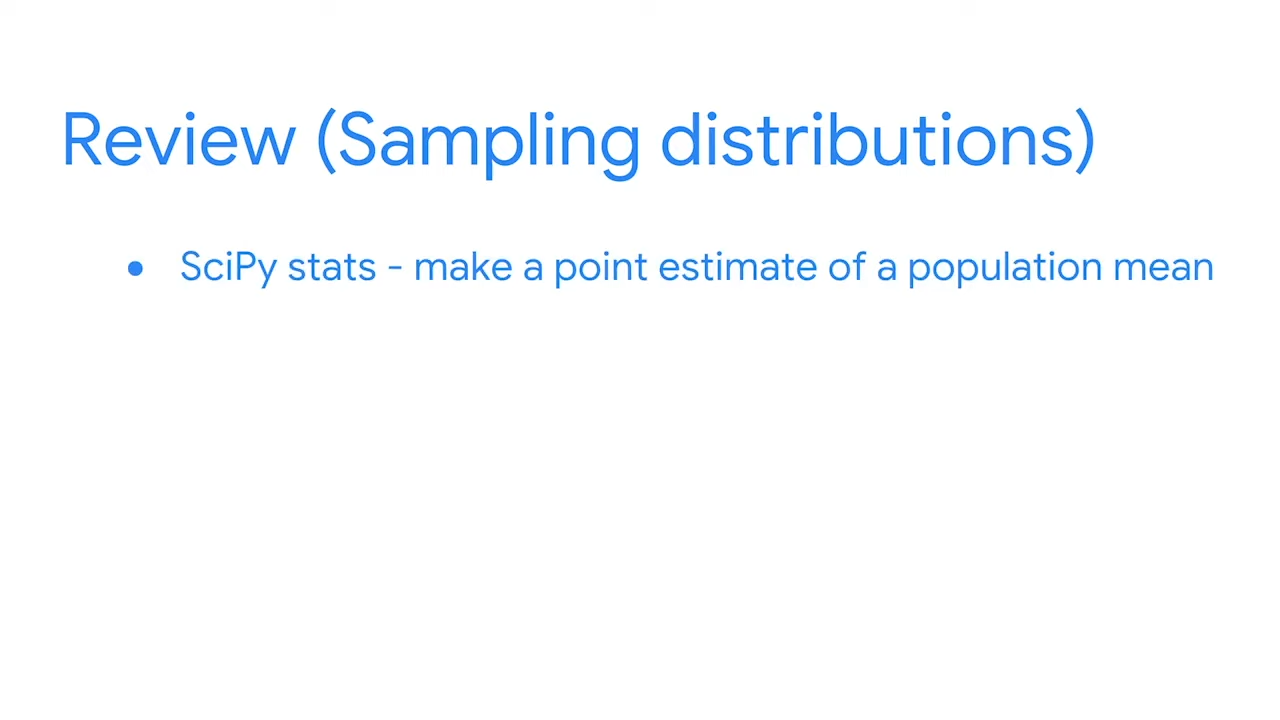 Review (Sampling distributions)
● SciPy stats - make a point estimate of a population mean